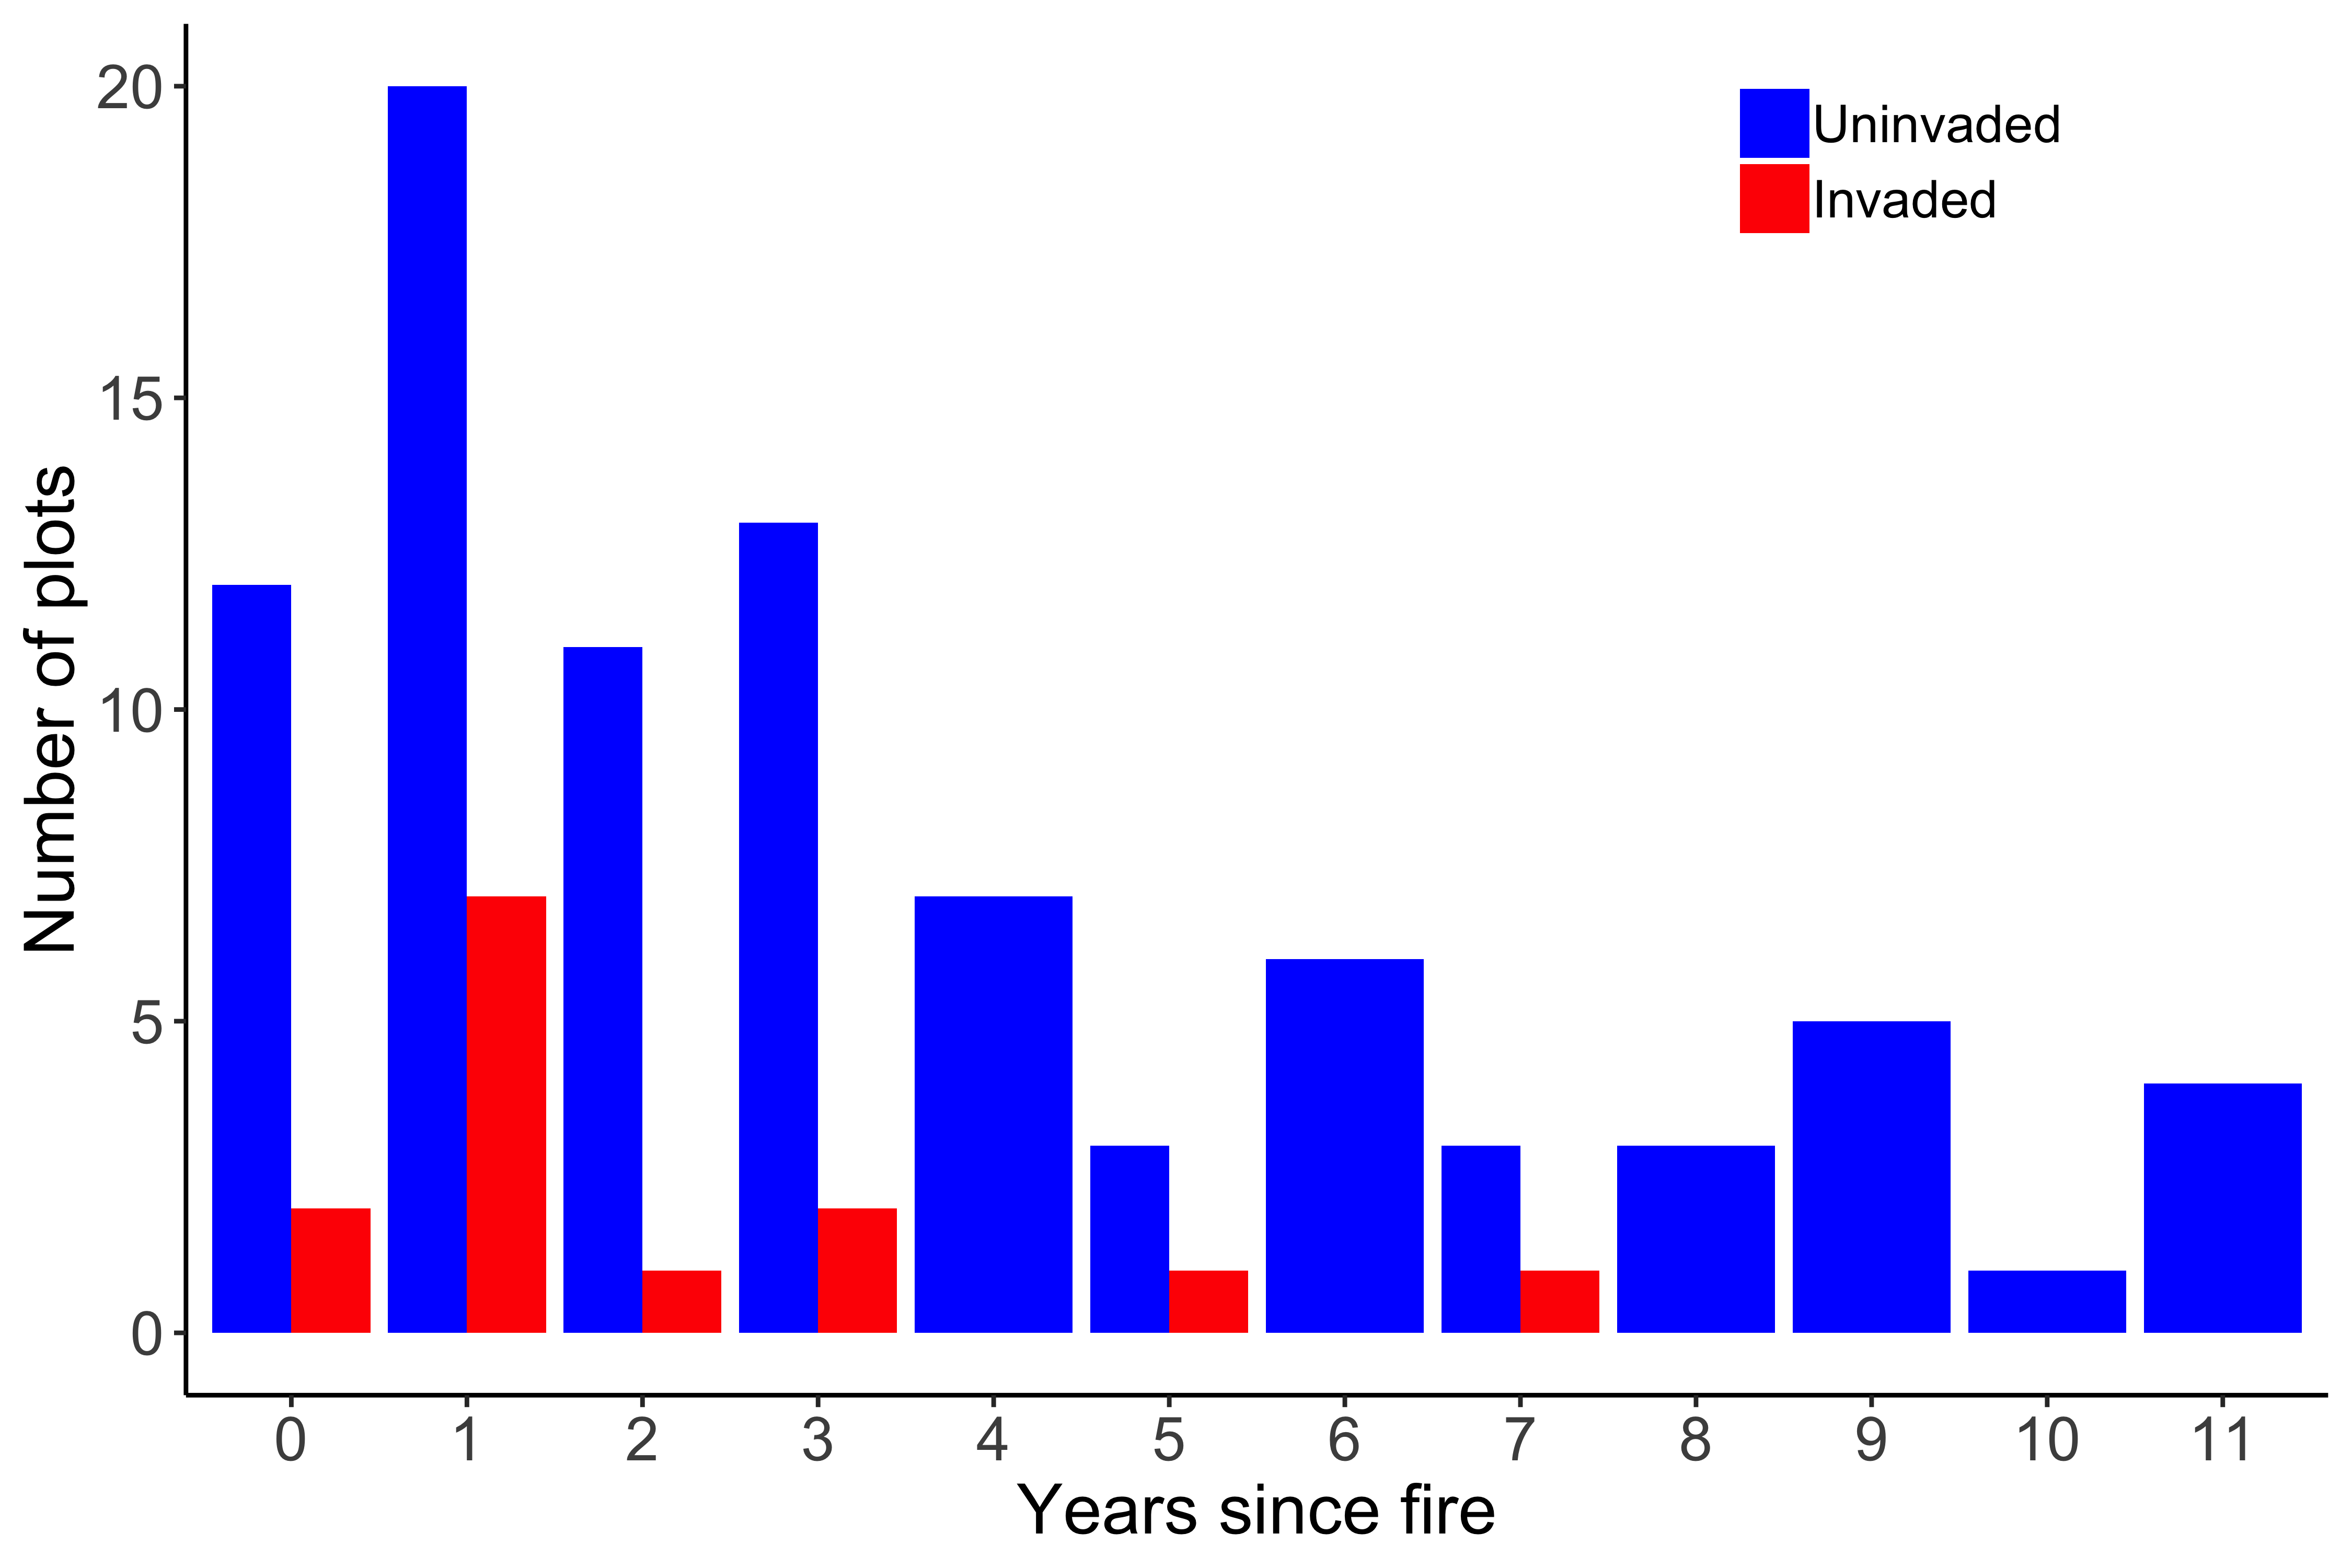 Number of plots
20
15
10
5
0
Uninvaded
Invaded
0 1 2 3 4 5 6 7 8 9 10 11
Years since fire